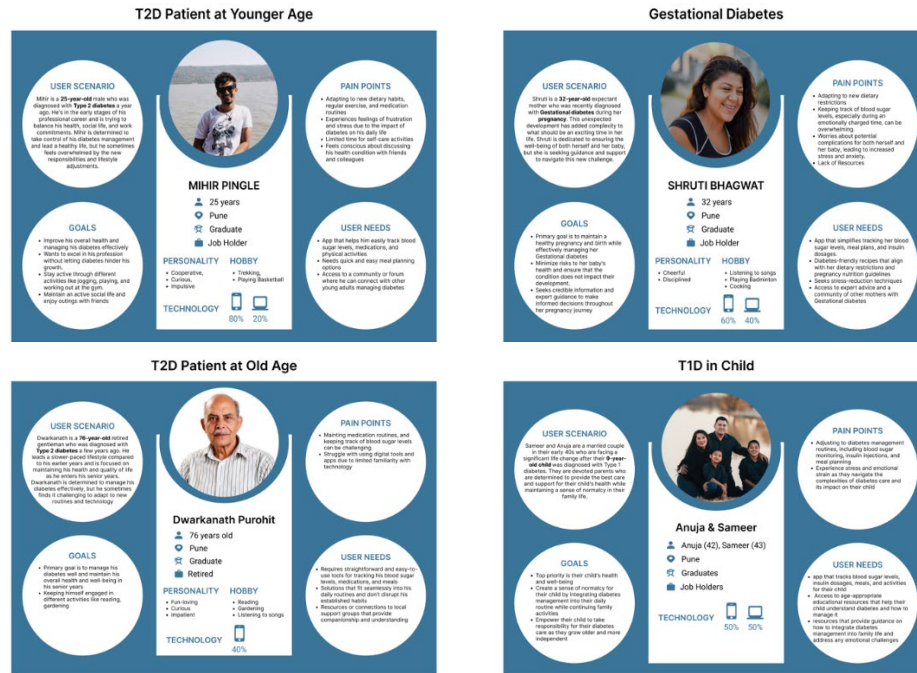 T2D Patient at Younger Age
USER SCENARIO
Mihir is a 25-year-old male who was
diagnosed with Type 2 diabetes a year
ago. He's in the early stages of his
professional career and is trying to
balance his health, social life, and work
commitments. Mihir is determined to
take control of his diabetes management
and lead a healthy life, but he sometimes
feels overwhelmed by the new
responsibilities and lifestyle
adjustments.
PAIN POINTS
• Adapting to new dietary habits,
regular exercise, and medication
routines
• Experiences feelings of frustration
and stress due to the impact of
diabetes on his daily life
• Limited time for self-care activities
• Feels conscious about discussing
his health condition with friends
and colleagues
MIHIR PINGLE
25 years
Pune
Graduate
Job Holder
GOALS
• Improve his overall health and
managing his diabetes effectively
• Wants to excel in his profession
without letting diabetes hinder his
growth.
• Stay active through different
activities like jogging, playing, and
working out at the gym.
• Maintain an active social life and
enjoy outings with friends
PERSONALITY
• Cooperative,
• Curious,
• Impulsive
HOBBY
• Trekking,
• Playing Basketball
TECHNOLOGY
80% 20%
USER NEEDS
• App that helps him easily track blood
sugar levels, medications, and
physical activities
• Needs quick and easy meal planning
options
• Access to a community or forum
where he can connect with other
young adults managing diabetes
Gestational Diabetes
USER SCENARIO
Shruti is a 32-year-old expectant
mother who was recently diagnosed
with Gestational diabetes during her
pregnancy. This unexpected
development has added complexity to
what should be an exciting time in her
life. Shruti is dedicated to ensuring the
well-being of both herself and her baby,
but she is seeking guidance and support
to navigate this new challenge.
PAIN POINTS
• Adapting to new dietary
restrictions
• Keeping track of blood sugar
levels, especially during an
emotionally charged time, can be
overwhelming.
• Worries about potential
complications for both herself and
her baby, leading to increased
stress and anxiety.
• Lack of Resources
SHRUTI BHAGWAT
32 years
Pune
Graduate
Job Holder
GOALS
• Primary goal is to maintain a
healthy pregnancy and birth while
effectively managing her
Gestational diabetes
• Minimize risks to her baby's
health and ensure that the
condition does not impact their
development.
• Seeks credible information and
expert guidance to make
informed decisions throughout
her pregnancy journey
PERSONALITY
• Cheerful
• Disciplined
HOBBY
• Listening to songs
• Playing Badminton
• Cooking
TECHNOLOGY
60% 40%
USER NEEDS
• App that simplifies tracking her blood
sugar levels, meal plans, and insulin
dosages.
• Diabetes-friendly recipes that align
with her dietary restrictions and
pregnancy nutrition guidelines
• Seeks stress-reduction techniques
• Access to expert advice and a
community of other mothers with
Gestational diabetes
T2D Patient at Old Age
USER SCENARIO
Dwarkanath is a 76-year-old retired
gentleman who was diagnosed with
Type 2 diabetes a few years ago. He
leads a slower-paced lifestyle compared
to his earlier years and is focused on
maintaining his health and quality of life
as he enters his senior years.
Dwarkanath is determined to manage his
diabetes effectively, but he sometimes
finds it challenging to adapt to new
routines and technology
PAIN POINTS
• Mainting medication routines, and
keeping track of blood sugar levels
can be challenging
• Struggle with using digital tools and
apps due to limited familiarity with
technology
Dwarkanath Purohit
76 years old
Pune
Graduate
Retired
GOALS
• Primary goal is to manage his
diabetes well and maintain his
overall health and well-being in
his senior years
• Keeping himself engaged in
different activities like reading,
gardening
PERSONALITY
• Fun-loving
• Curious
• Impatient
HOBBY
• Reading
• Gardening
• Listening to songs
TECHNOLOGY
40%
USER NEEDS
• Requires straightforward and easy-to-
use tools for tracking his blood sugar
levels, medications, and meals
• Solutions that fit seamlessly into his
daily routines and don't disrupt his
established habits
• Resources or connections to local
support groups that provide
companionship and understanding
T1D in Child
USER SCENARIO
Sameer and Anuja are a married couple
in their early 40s who are facing a
significant life change after their 9-year-
old child was diagnosed with Type 1
diabetes. They are devoted parents who
are determined to provide the best care
and support for their child's health while
maintaining a sense of normalcy in their
family life.
PAIN POINTS
• Adjusting to diabetes management
routines, including blood sugar
monitoring, insulin injections, and
meal planning
• Experience stress and emotional
strain as they navigate the
complexities of diabetes care and
its impact on their child
Anuja & Sameer
Anuja (42), Sameer (43)
Pune
Graduates
Job Holders
GOALS
• Top priority is their child's health
and well-being
• Create a sense of normalcy for
their child by integrating diabetes
management into their daily
routine while continuing family
activities
• Empower their child to take
responsibility for their diabetes
care as they grow older and more
independent
TECHNOLOGY
50% 50%
USER NEEDS
• app that tracks blood sugar levels,
insulin dosages, meals, and activities
for their child
• Access to age-appropriate
educational resources that help their
child understand diabetes and how to
manage it
• resources that provide guidance on
how to integrate diabetes
management into family life and
address any emotional challenges